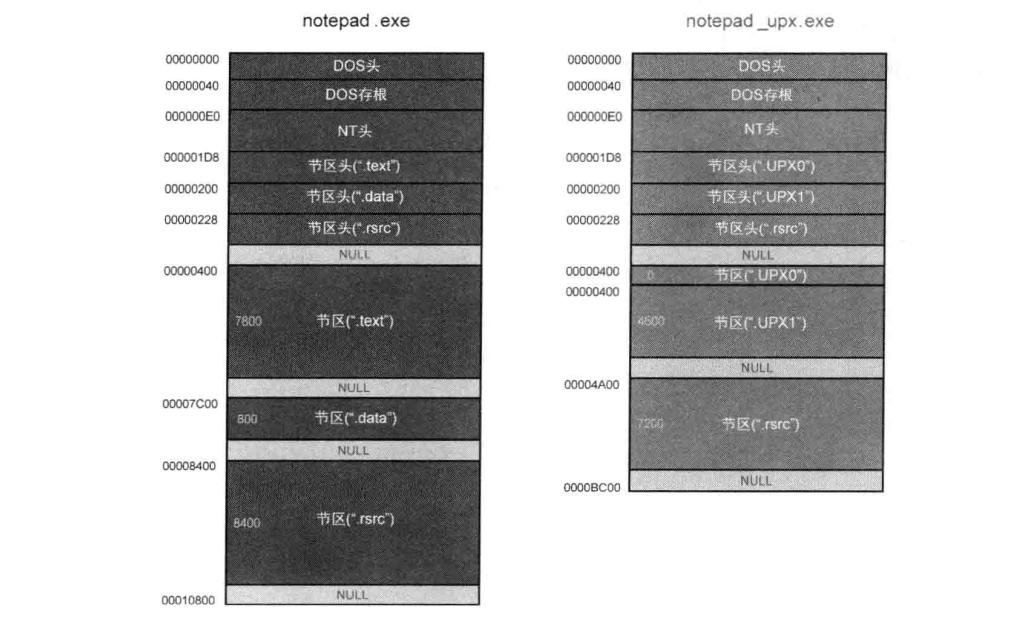 notepad .exe
00000000
DOS头
00000040
DOS存根
000000E0
NT头
000001D8
节区头(".text")
00000200
节区头(".data")
00000228
节区头(".rsrc")
NULL
00000400
7800
节区(".text")
NULL
00007C00
800
节区(".data")
NULL
00008400
8400
节区(".rsrc")
NULL
00010800
notepad _upx.exe
00000000
DOS头
00000040
DOS存根
000000E0
NT头
000001D8
节区头(".UPX0")
00000200
节区头(".UPX1")
00000228
节区头(".rsrc")
NULL
00000400
0
节区(".UPX0")
00000400
4600
节区(".UPX1")
NULL
00004A00
7200
节区(".rsrc")
NULL
0000BC00